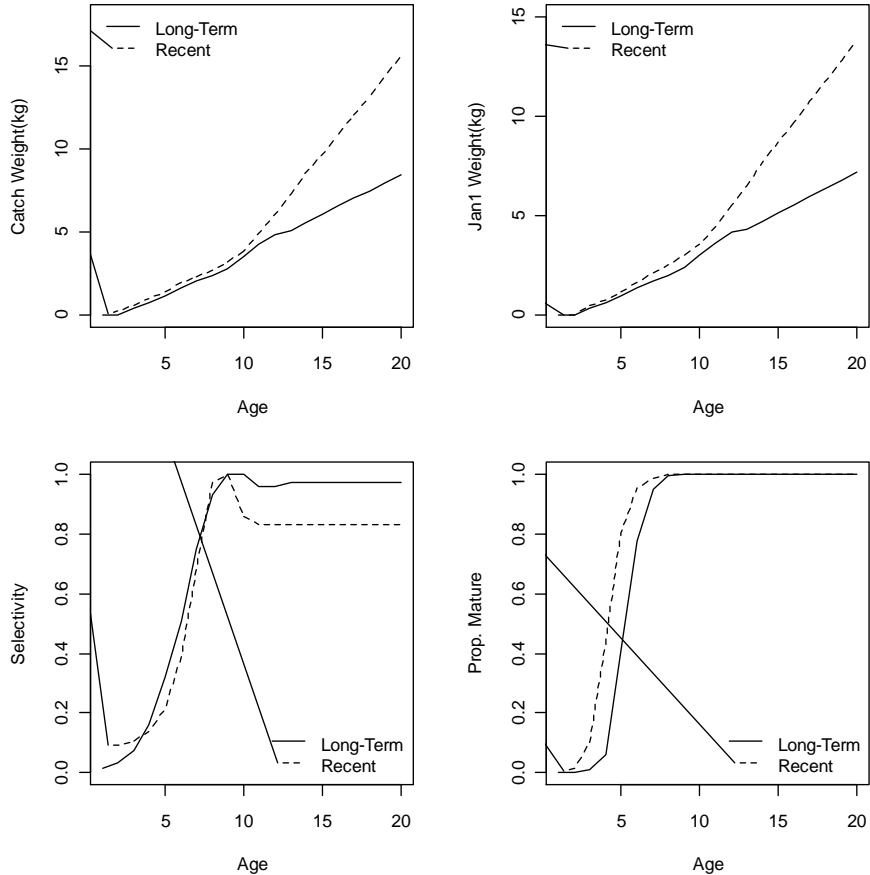 Long-Term
Recent
Catch Weight(kg)
0 5 10 15
5 10 15 20
Age
Long-Term
Recent
Jan1 Weight(kg)
0 5 10 15
5 10 15 20
Age
Selectivity
0.0 0.2 0.4 0.6 0.8 1.0
Long-Term
Recent
5 10 15 20
Age
Prop. Mature
0.0 0.2 0.4 0.6 0.8 1.0
Long-Term
Recent
5 10 15 20
Age